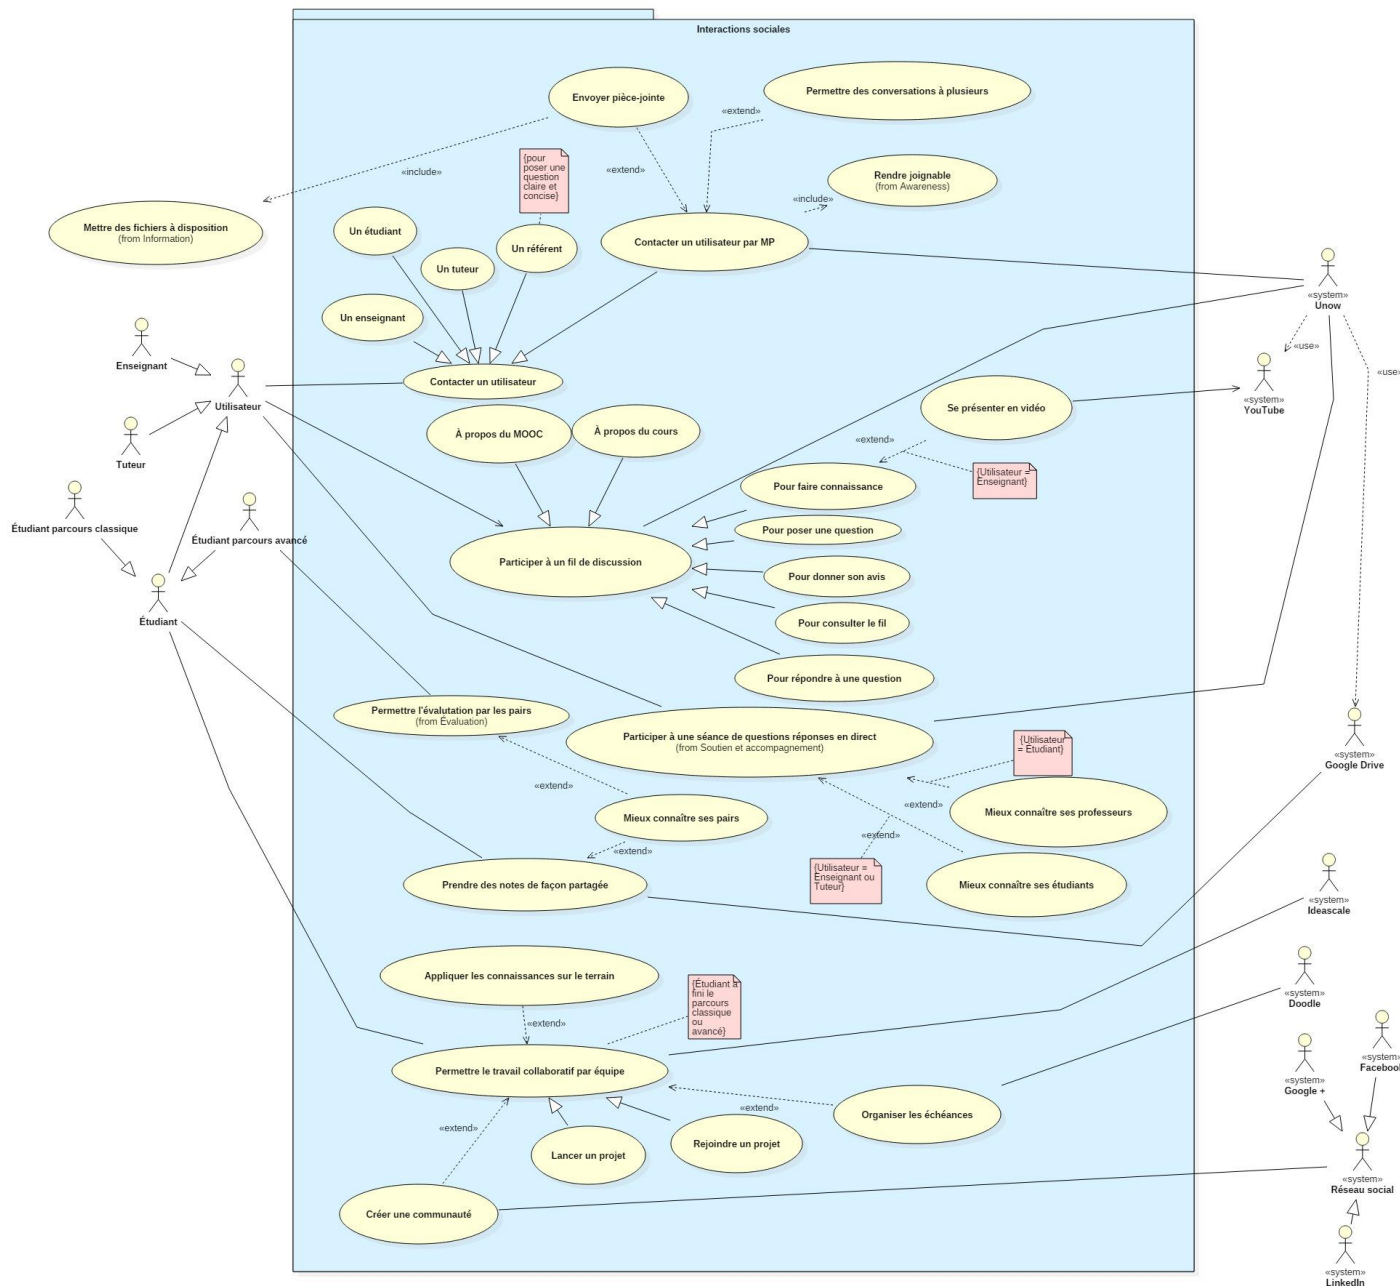 Interactions sociales
Envoyer pièce-jointe
Permettre des conversations à plusieurs
«extend»
{pour
poser une
question
claire et
concise}
«include»
«extend»
Rendre joignable
(from Awareness)
«include»
Mettre des fichiers à disposition
(from Information)
Un étudiant
Un tuteur
Un référent
Contacter un utilisateur par MP
Un enseignant
«system»
Unow
«use»
«use»
Enseignant
Utilisateur
Contacter un utilisateur
Se présenter en vidéo
«system»
YouTube
Tuteur
À propos du MOOC
À propos du cours
«extend»
{Utilisateur =
Enseignant}
Pour faire connaissance
Étudiant parcours classique
Étudiant parcours avancé
Pour poser une question
Participer à un fil de discussion
Pour donner son avis
Étudiant
Pour consulter le fil
Pour répondre à une question
Permettre l'évalutation par les pairs
(from Évaluation)
Participer à une séance de questions réponses en direct
(from Soutien et accompagnement)
{Utilisateur
= Étudiant}
«system»
Google Drive
«extend»
«extend»
Mieux connaître ses pairs
Mieux connaître ses professeurs
«extend»
«extend»
{Utilisateur =
Enseignant ou
Tuteur}
Prendre des notes de façon partagée
Mieux connaître ses étudiants
«system»
Ideascale
Appliquer les connaissances sur le terrain
{Étudiant a
fini le
parcours
classique
ou
avancé}
«extend»
«system»
Doodle
Permettre le travail collaboratif par équipe
«system»
Google +
«system»
Facebook
«extend»
Organiser les échéances
«extend»
Lancer un projet
Rejoindre un projet
Créer une communauté
«system»
Réseau social
«system»
LinkedIn